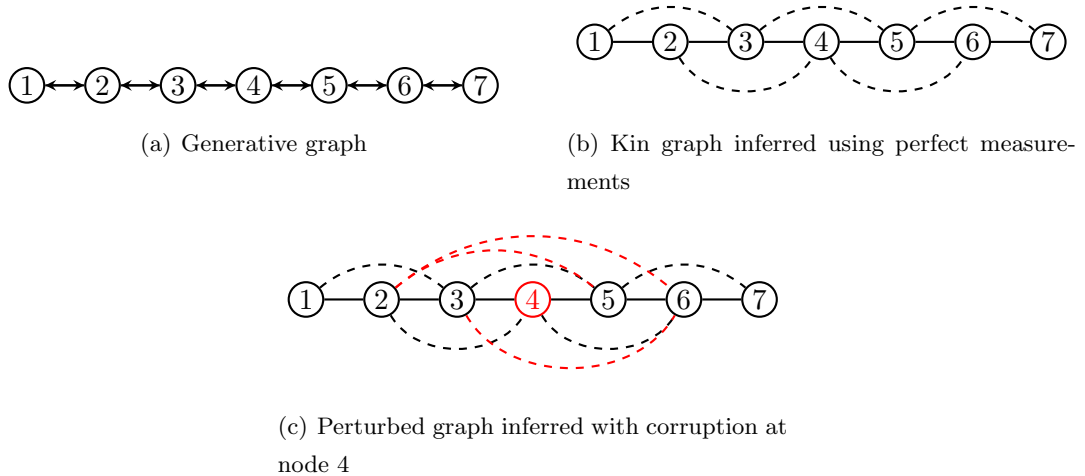 1 2 3 4 5 6 7
(a) Generative graph
1 2 3 4 5 6 7
(b) Kin graph inferred using perfect measure-
ments
1 2 3 4 5 6 7
(c) Perturbed graph inferred with corruption at
node 4